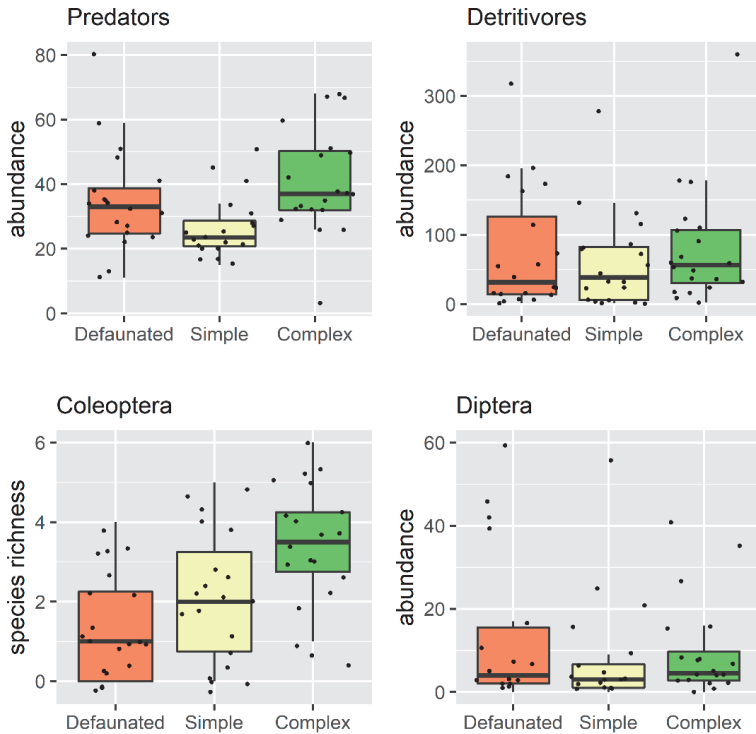 Predators
abundance
80
60
40
20
0
Defaunated Simple Complex
Detritivores
abundance
300
200
100
0
Defaunated Simple Complex
Coleoptera
species richness
6
4
2
0
Defaunated Simple Complex
Diptera
abundance
60
40
20
0
Defaunated Simple Complex